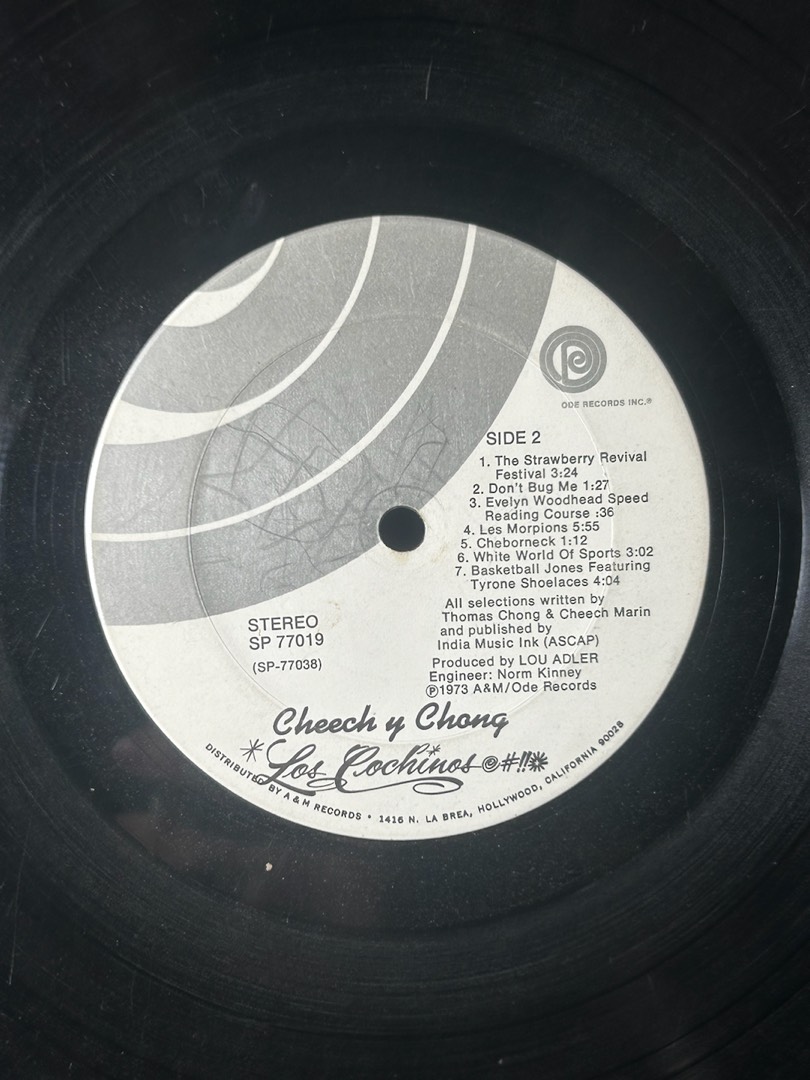 ODE RECORDS INC.®
SIDE 2
1. The Strawberry Revival
Festival 3:24
2. Don't Bug Me 1:27
3. Evelyn Woodhead Speed
Reading Course :36
4. Les Morpions 5:55
5. Cheborneck 1:12
6. White World Of Sports 3:02
7. Basketball Jones Featuring
Tyrone Shoelaces 4:04
All selections written by
Thomas Chong & Cheech Marin
and published by
India Music Ink (ASCAP)
Produced by LOU ADLER
Engineer: Norm Kinney
℗1973 A&M/Ode Records
STEREO
SP 77019
(SP-77038)
Cheech y Chong
*Los Cochinos @#!!*
DISTRIBUTED BY A & M RECORDS • 1416 N. LA BREA, HOLLYWOOD, CALIFORNIA 90028